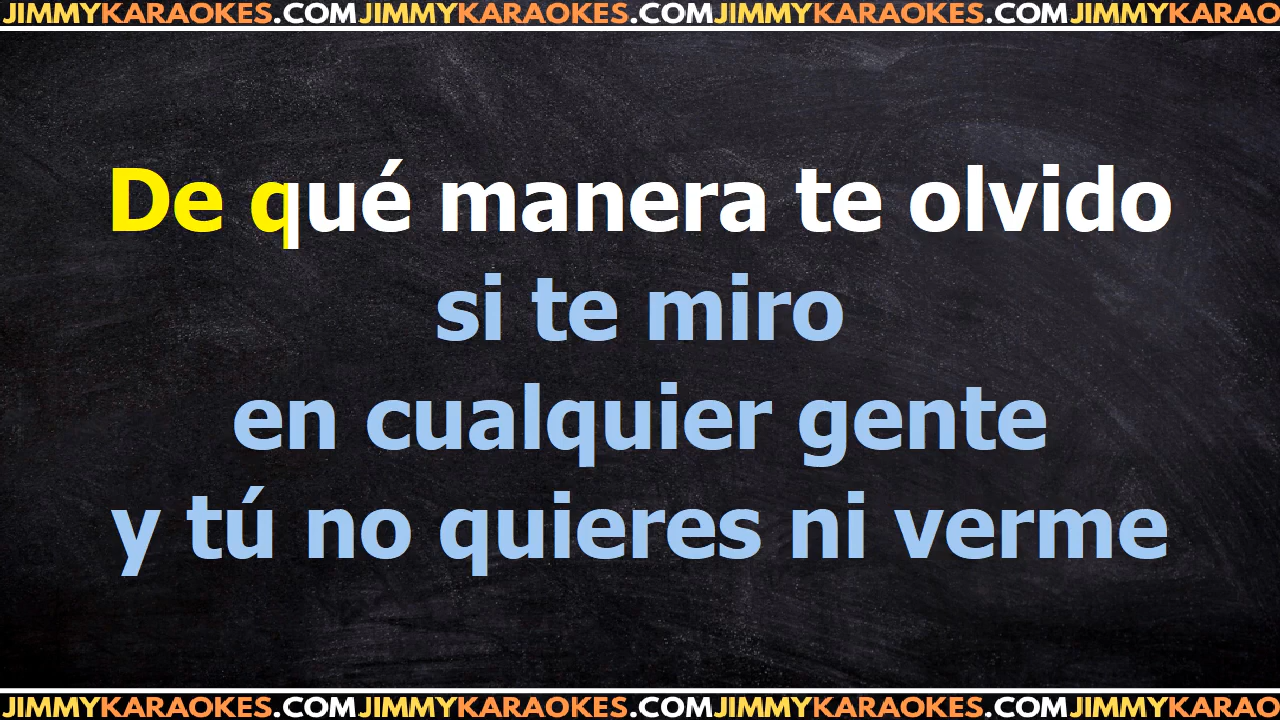 JIMMYKARAOKES.COMJIMMYKARAOKES.COMJIMMYKARAOKES.COMJIMMYKARAO
De qué manera te olvido
si te miro
en cualquier gente
y tú no quieres ni verme
JIMMYKARAOKES.COMJIMMYKARAOKES.COMJIMMYKARAOKES.COMJIMMYKARAO